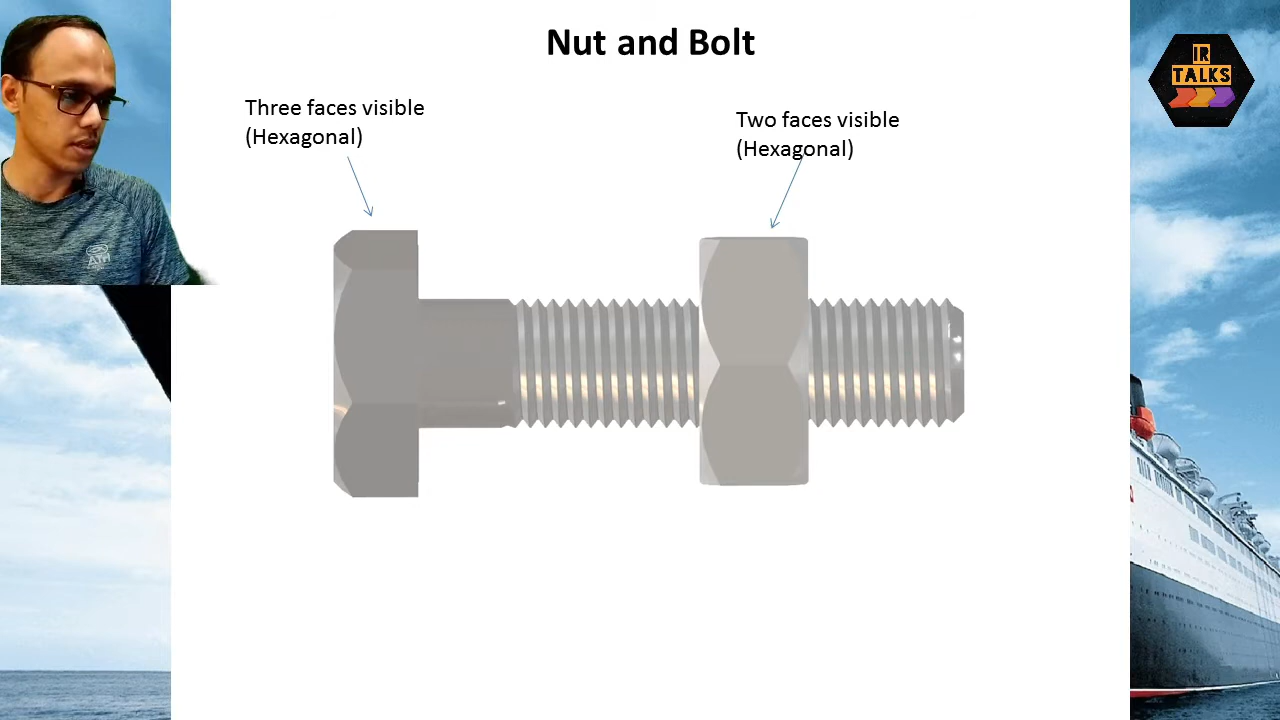 Nut and Bolt
Three faces visible
(Hexagonal)
Two faces visible
(Hexagonal)
IR
TALKS